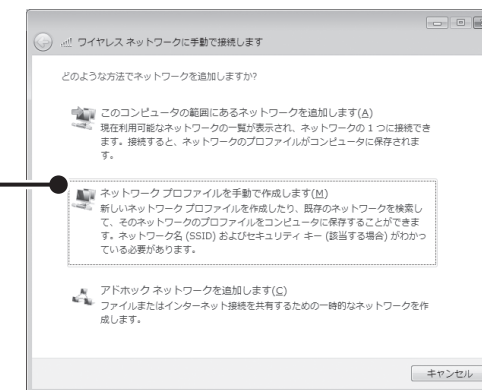 ワイヤレス ネットワークに手動で接続します
どのような方法でネットワークを追加しますか?
このコンピュータの範囲にあるネットワークを追加します(A)
現在利用可能なネットワークの一覧が表示され、ネットワークの 1 つに接続でき
ます。接続すると、ネットワークのプロファイルがコンピュータに保存されま
す。
ネットワーク プロファイルを手動で作成します(M)
新しいネットワーク プロファイルを作成したり、既存のネットワークを検索し
て、そのネットワークのプロファイルをコンピュータに保存することができま
す。ネットワーク名 (SSID) およびセキュリティ キー (該当する場合) がわかっ
ている必要があります。
アドホック ネットワークを追加します(C)
ファイルまたはインターネット接続を共有するための一時的なネットワークを作
成します。
キャンセル